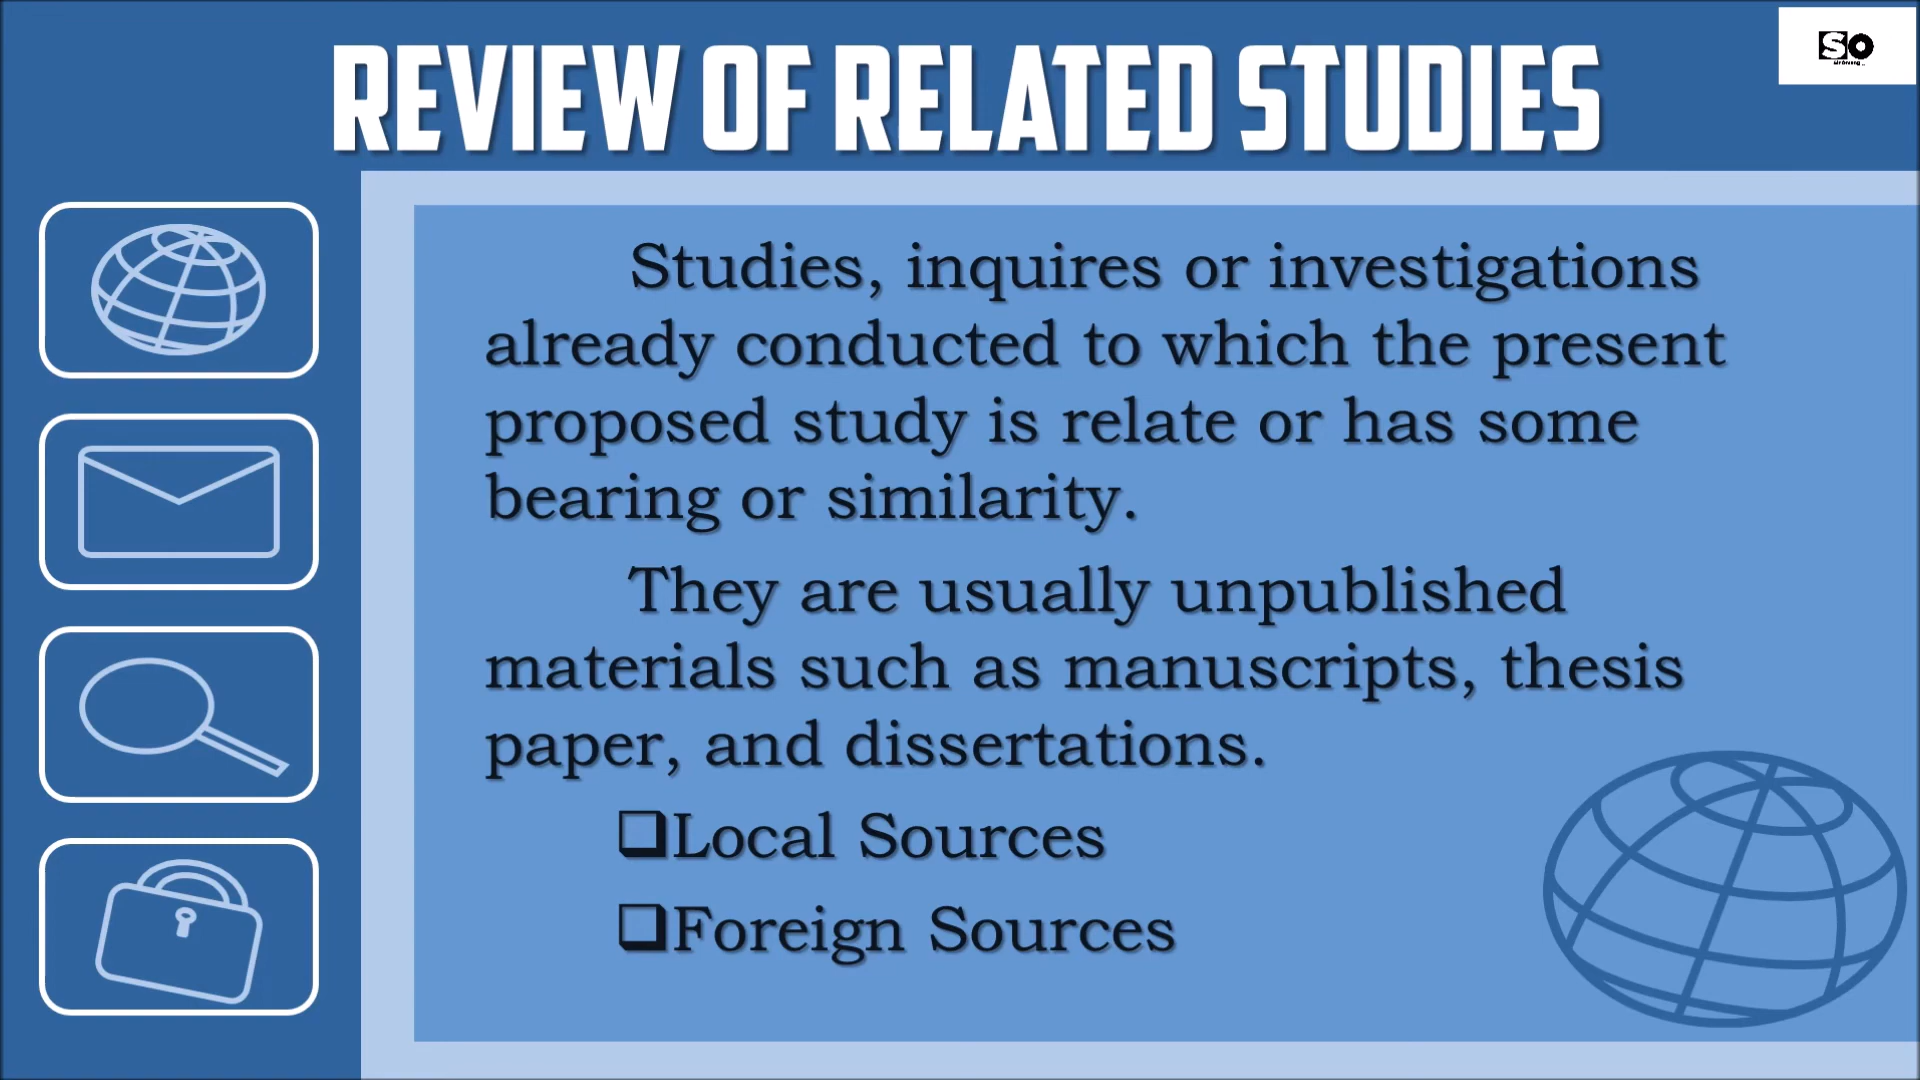 REVIEW OF RELATED STUDIES
SO
Studies, inquires or investigations
already conducted to which the present
proposed study is relate or has some
bearing or similarity.
They are usually unpublished
materials such as manuscripts, thesis
paper, and dissertations.
❑Local Sources
❑Foreign Sources